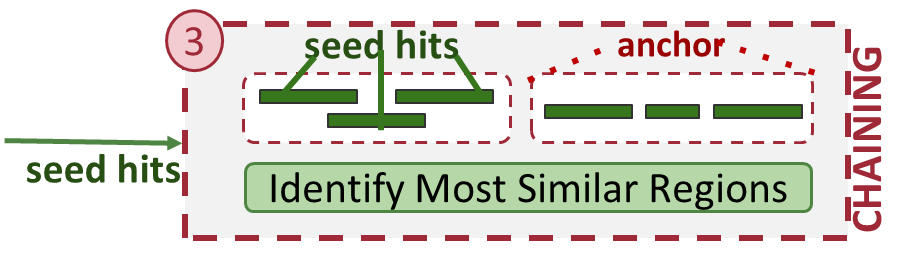 3
seed hits
anchor
seed hits
Identify Most Similar Regions
CHAINING